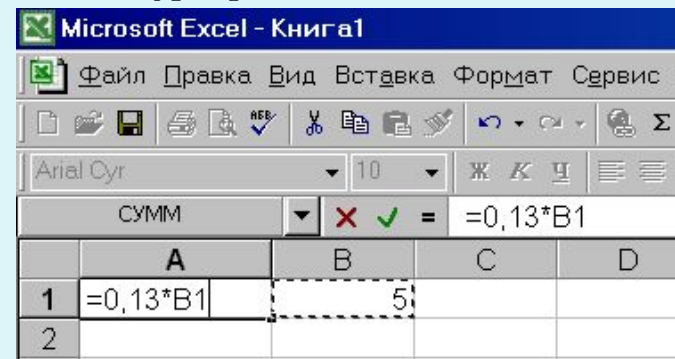 Microsoft Excel - Книга1
Файл Правка Вид Вставка Формат Сервис
Arial Cyr 10 Ж К Ч
СУММ = =0,13*B1
A B C D
1 =0,13*B1 5
2